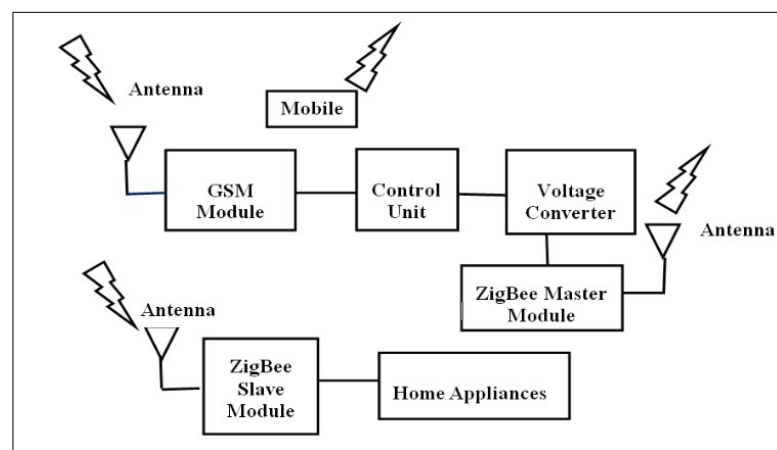 Antenna
Mobile
GSM
Module
Control
Unit
Voltage
Converter
Antenna
ZigBee Master
Module
Antenna
ZigBee
Slave
Module
Home Appliances